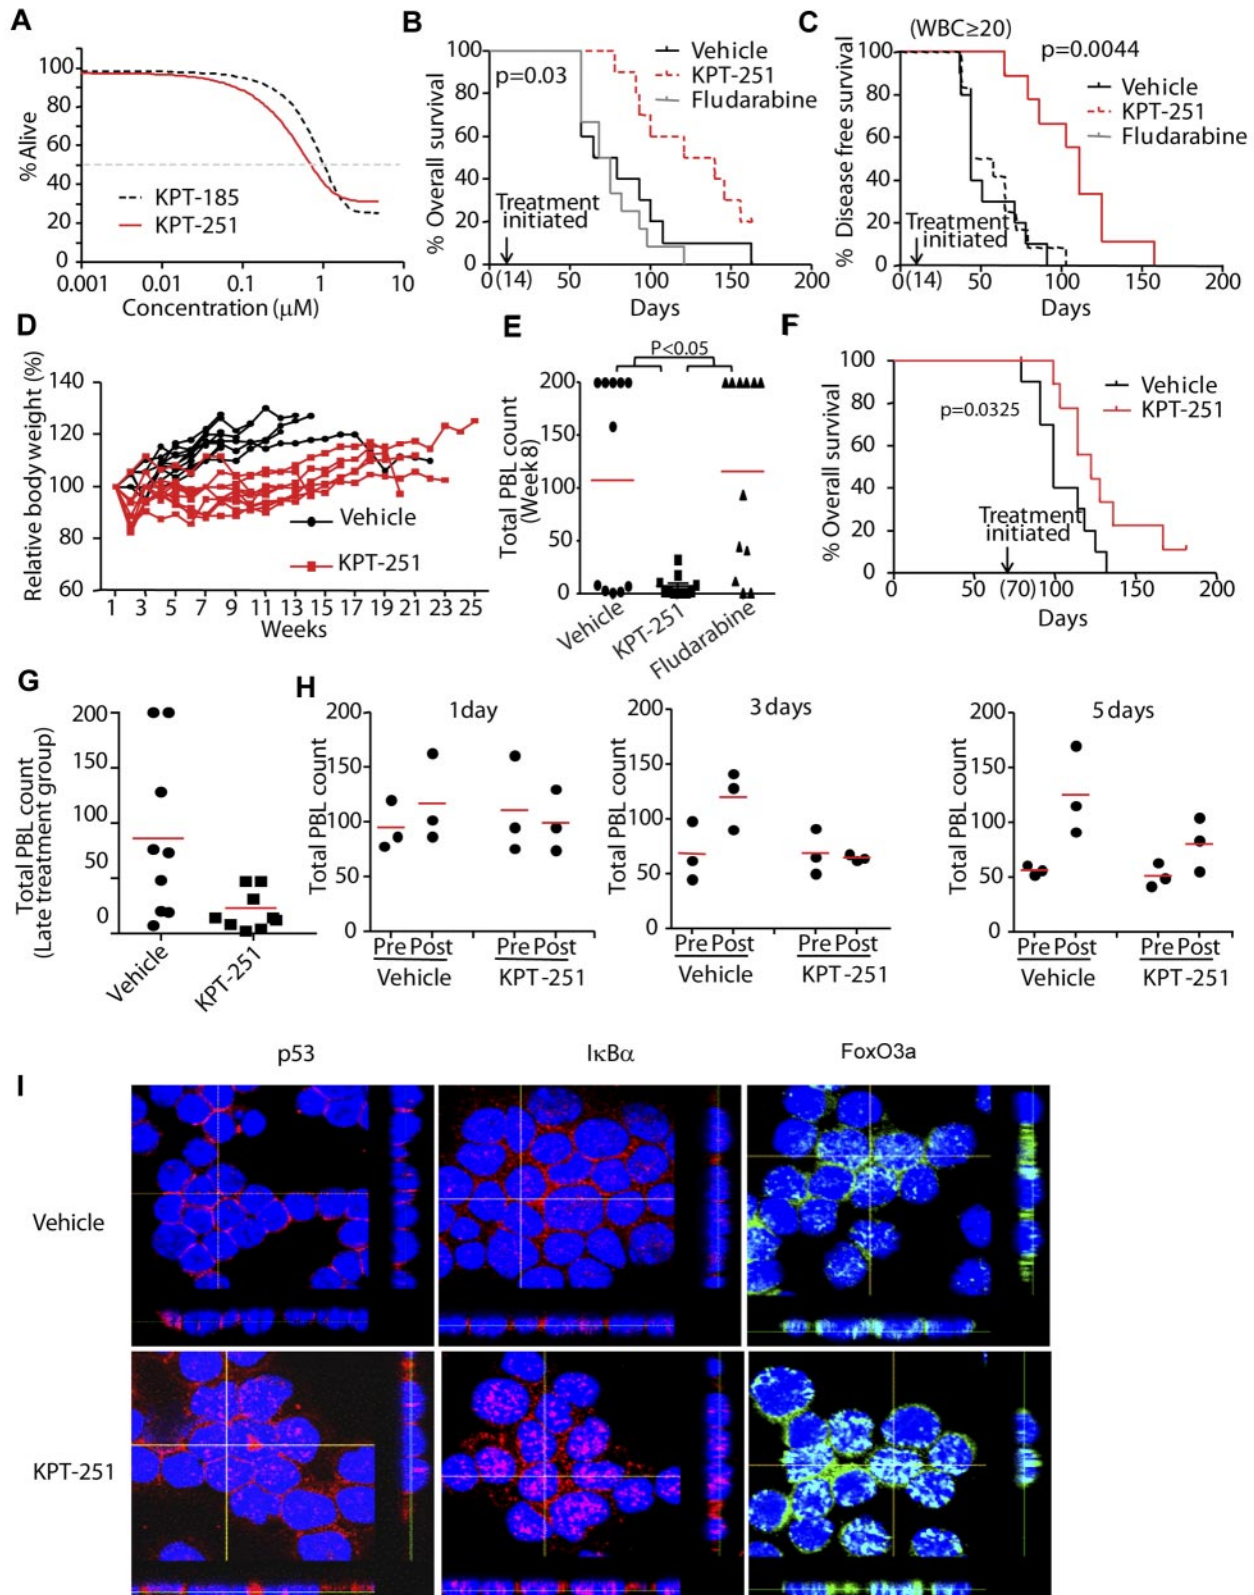 A
100
80
60
40
20
0
% Alive
KPT-185
KPT-251
0.001 0.01 0.1 1 10
Concentration (μM)
B
100
80
60
40
20
0
% Overall survival
p=0.03
Vehicle
KPT-251
Fludarabine
Treatment
initiated
0 (14) 50 100 150 200
Days
C
(WBC≥20)
p=0.0044
100
80
60
40
20
0
% Disease free survival
Vehicle
KPT-251
Fludarabine
Treatment
initiated
0(14) 50 100 150 200
Days
D
140
120
100
80
60
Relative body weight (%)
Vehicle
KPT-251
1 3 5 7 9 11 13 15 17 19 21 23 25
Weeks
E
P<0.05
200
150
100
50
0
Total PBL count
(Week 8)
Vehicle
KPT-251
Fludarabine
F
100
80
60
40
20
0
% Overall survival
p=0.0325
Vehicle
KPT-251
Treatment
initiated
0 50 (70)100 150 200
Days
G
200
150
100
50
0
Total PBL count
(Late treatment group)
Vehicle
KPT-251
H
1 day
200
150
100
50
0
Total PBL count
Pre Post Pre Post
Vehicle KPT-251
3 days
200
150
100
50
0
Total PBL count
Pre Post Pre Post
Vehicle KPT-251
5 days
200
150
100
50
0
Total PBL count
Pre Post Pre Post
Vehicle KPT-251
I
p53 IκBα FoxO3a
Vehicle
KPT-251